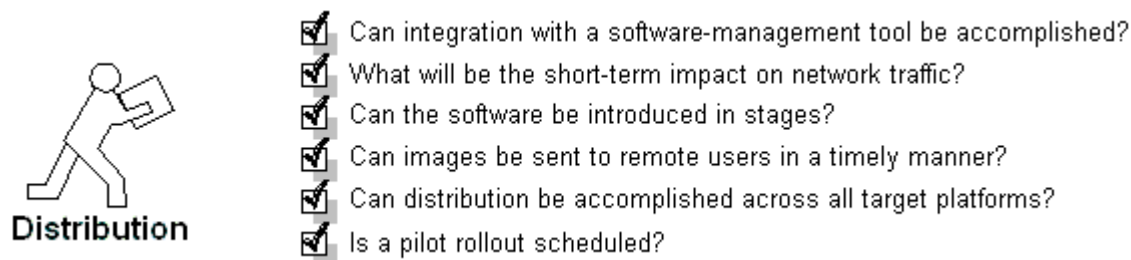 Can integration with a software-management tool be accomplished?
What will be the short-term impact on network traffic?
Can the software be introduced in stages?
Can images be sent to remote users in a timely manner?
Can distribution be accomplished across all target platforms?
Is a pilot rollout scheduled?
Distribution